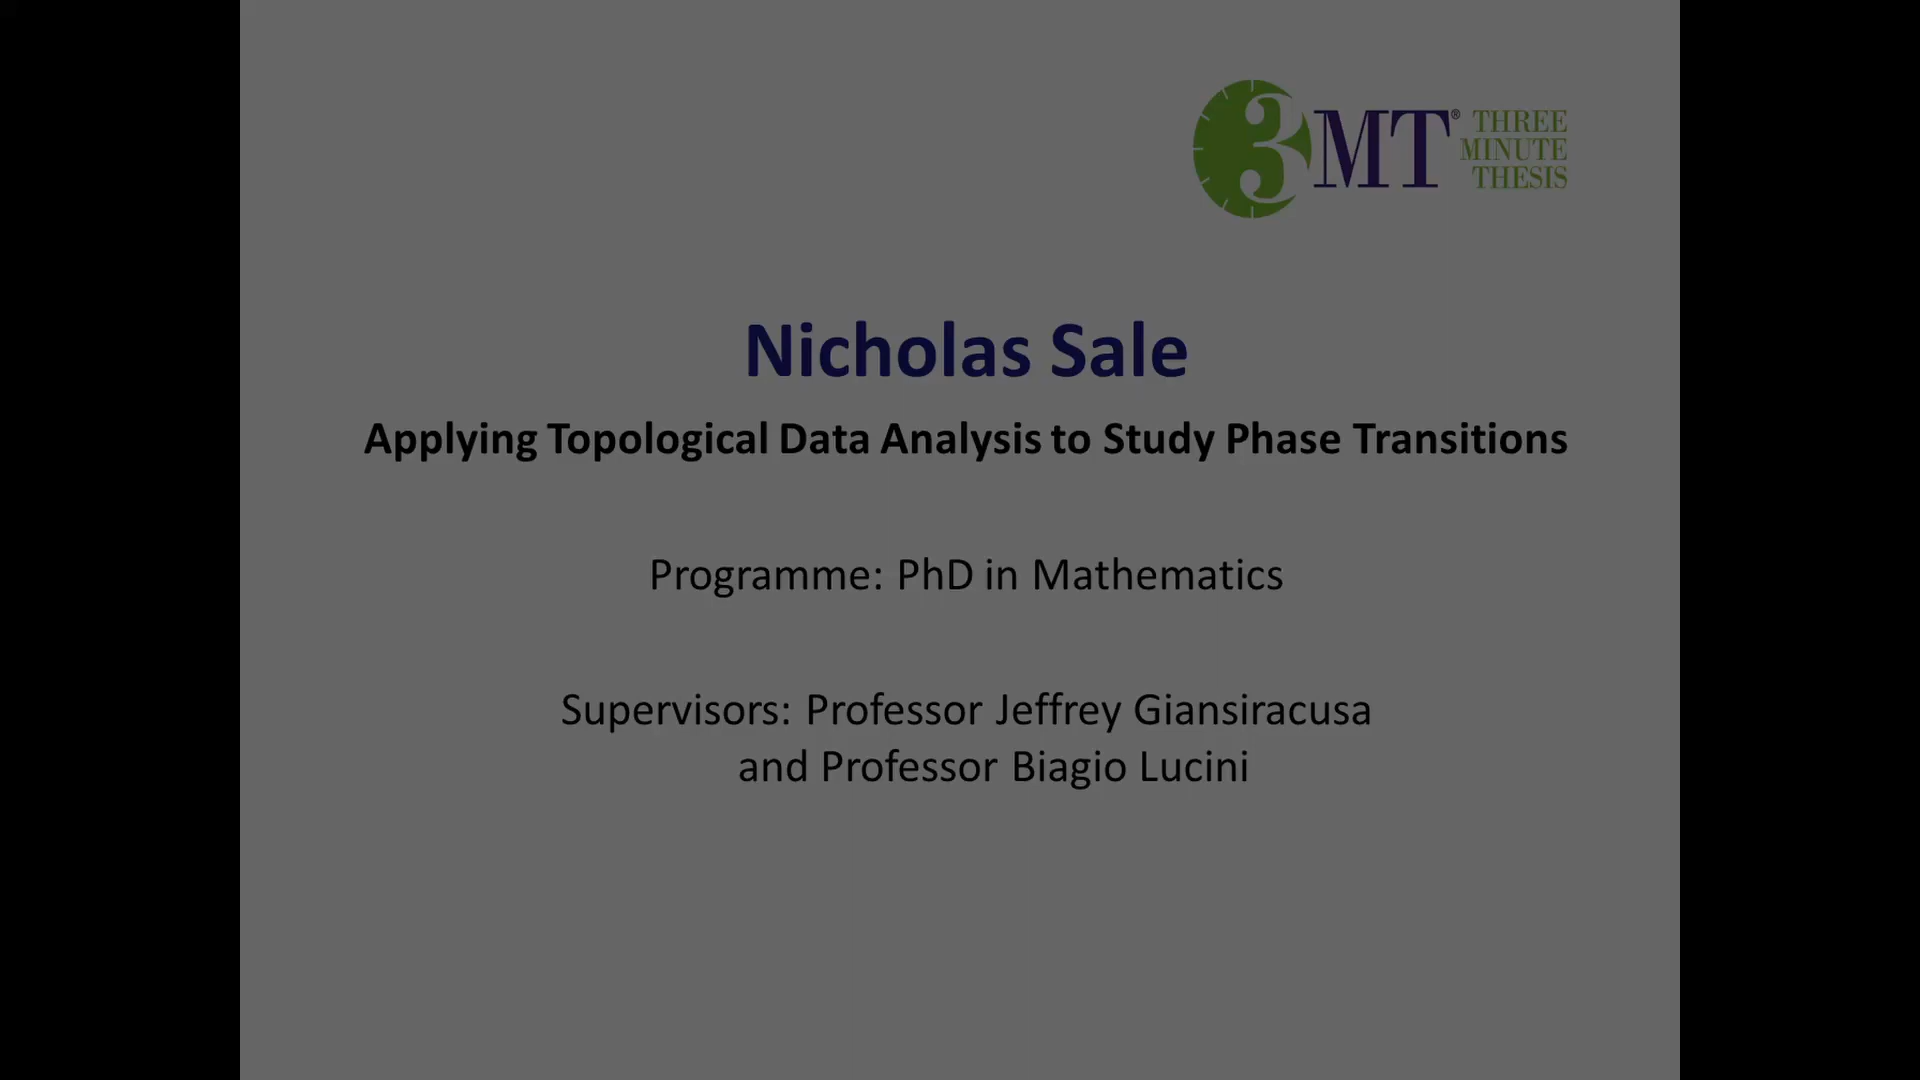 3MT® THREE
MINUTE
THESIS
Nicholas Sale
Applying Topological Data Analysis to Study Phase Transitions
Programme: PhD in Mathematics
Supervisors: Professor Jeffrey Giansiracusa
and Professor Biagio Lucini